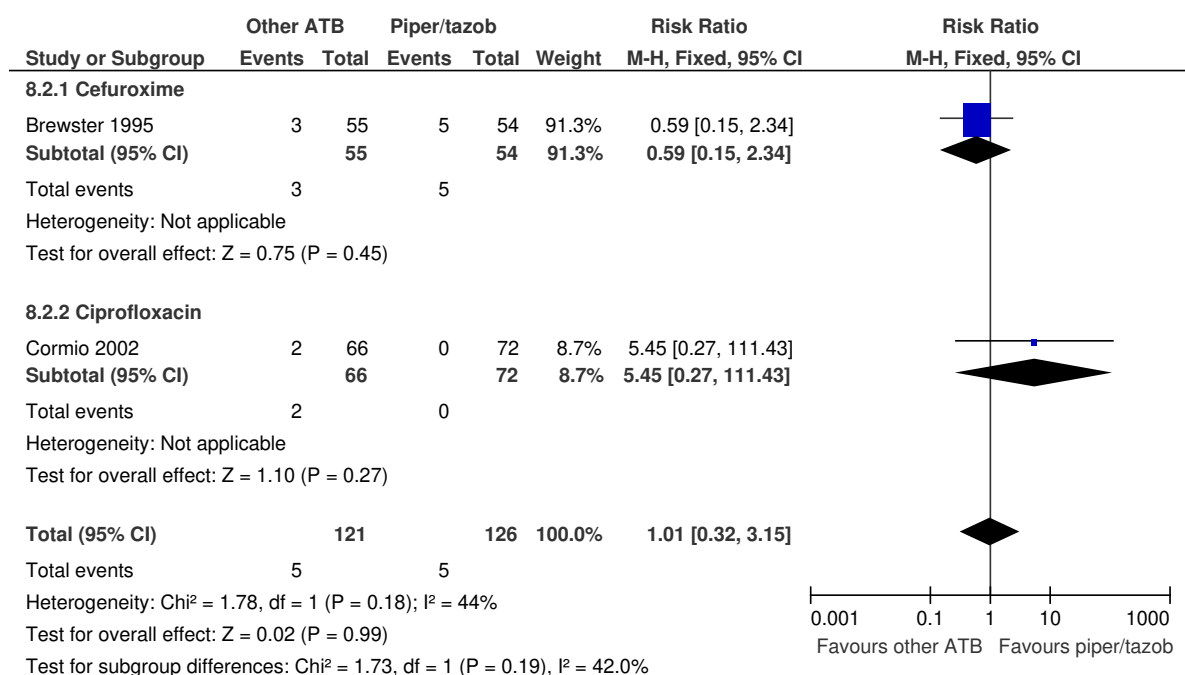 Other ATB Piper/tazob Risk Ratio Risk Ratio
Study or Subgroup Events Total Events Total Weight M-H, Fixed, 95% CI M-H, Fixed, 95% CI
8.2.1 Cefuroxime
Brewster 1995 3 55 5 54 91.3% 0.59 [0.15, 2.34]
Subtotal (95% CI) 55 54 91.3% 0.59 [0.15, 2.34]
Total events 3 5
Heterogeneity: Not applicable
Test for overall effect: Z = 0.75 (P = 0.45)
8.2.2 Ciprofloxacin
Cormio 2002 2 66 0 72 8.7% 5.45 [0.27, 111.43]
Subtotal (95% CI) 66 72 8.7% 5.45 [0.27, 111.43]
Total events 2 0
Heterogeneity: Not applicable
Test for overall effect: Z = 1.10 (P = 0.27)
Total (95% CI) 121 126 100.0% 1.01 [0.32, 3.15]
Total events 5 5
Heterogeneity: Chi² = 1.78, df = 1 (P = 0.18); I² = 44%
Test for overall effect: Z = 0.02 (P = 0.99)
Test for subgroup differences: Chi² = 1.73, df = 1 (P = 0.19), I² = 42.0%
0.001 0.1 1 10 1000
Favours other ATB Favours piper/tazob